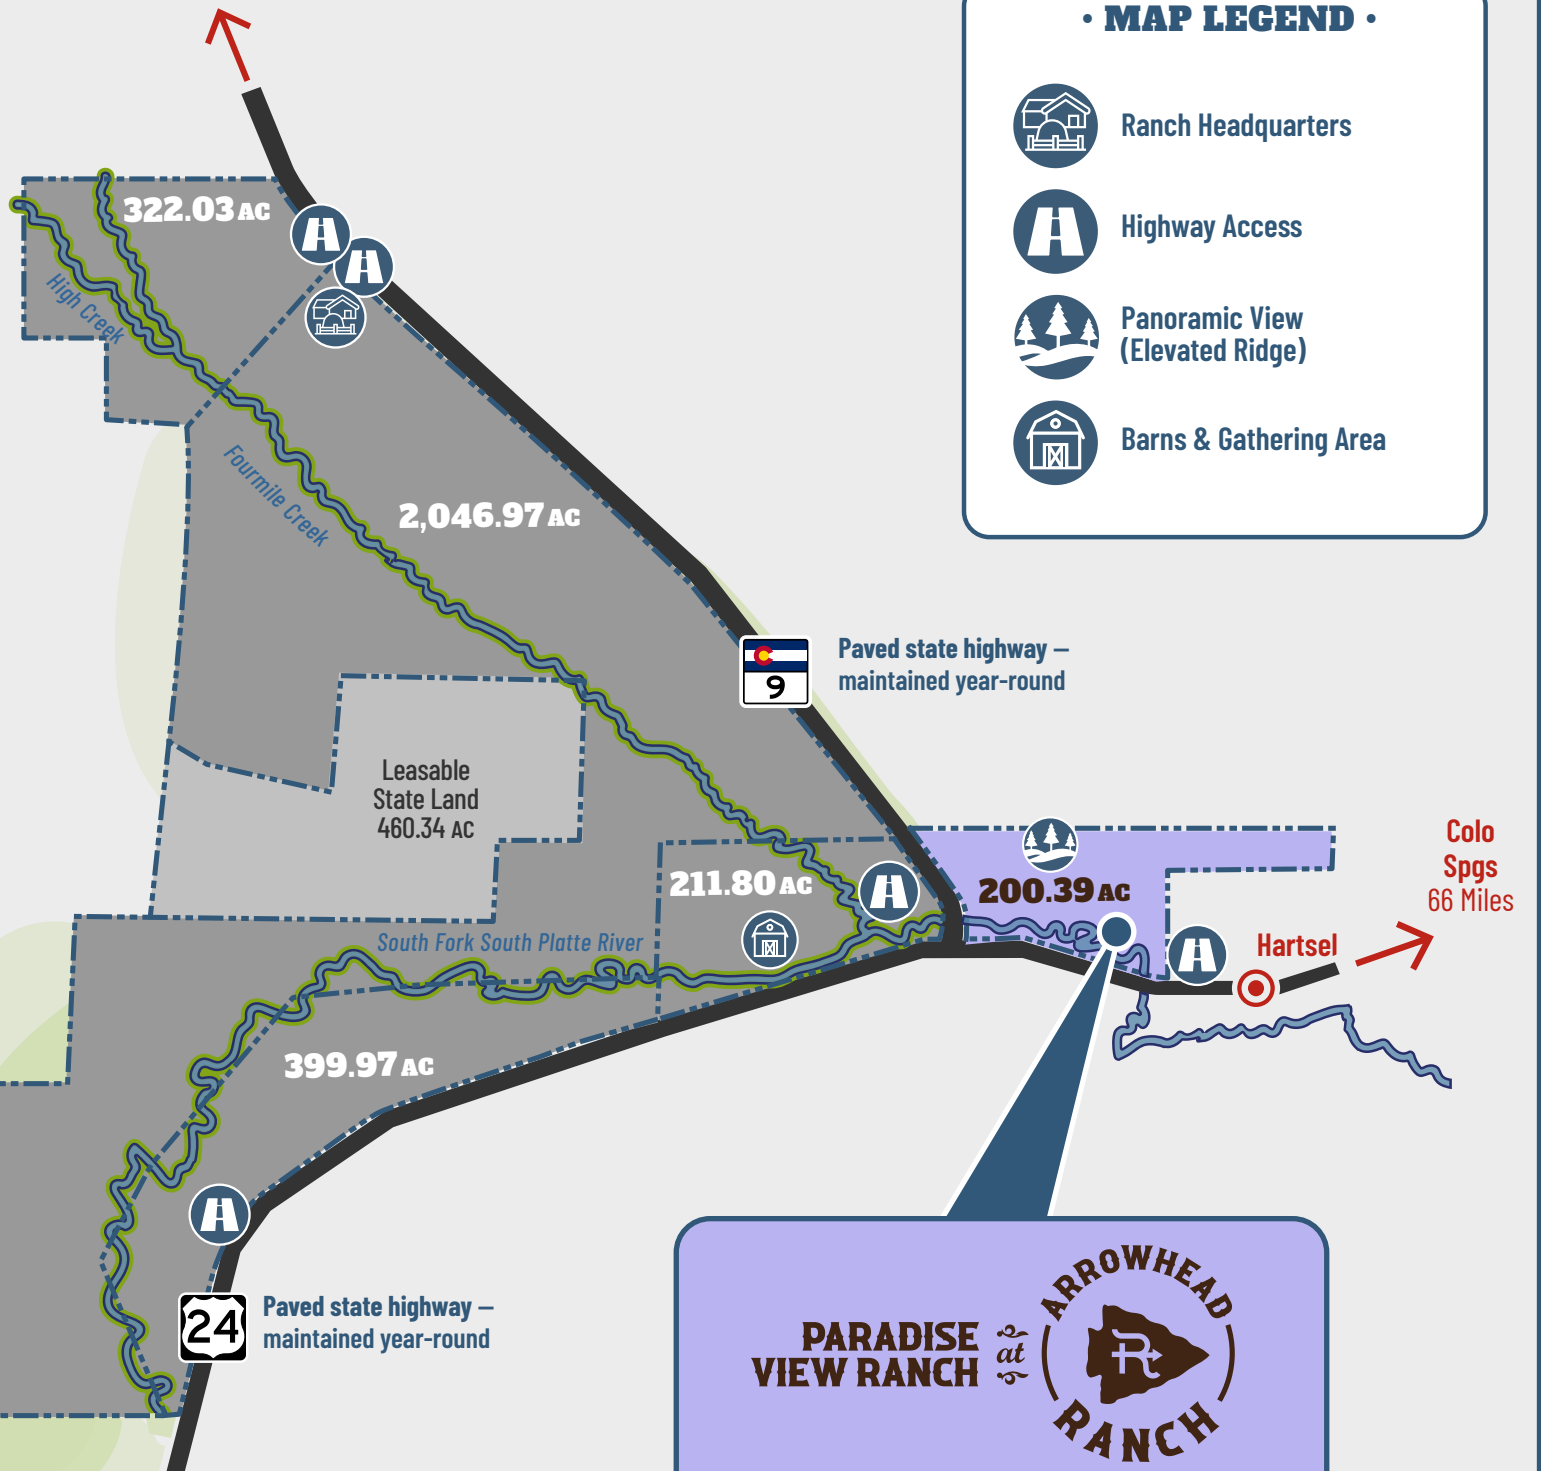 • MAP LEGEND •
Ranch Headquarters
Highway Access
Panoramic View
(Elevated Ridge)
Barns & Gathering Area
322.03 AC
High Creek
Fourmile Creek
2,046.97 AC
9
Paved state highway –
maintained year-round
Leasable
State Land
460.34 AC
211.80 AC
200.39 AC
Colo
Spgs
66 Miles
Hartsel
South Fork South Platte River
399.97 AC
24
Paved state highway –
maintained year-round
PARADISE
VIEW RANCH
at
ARROWHEAD
R
RANCH